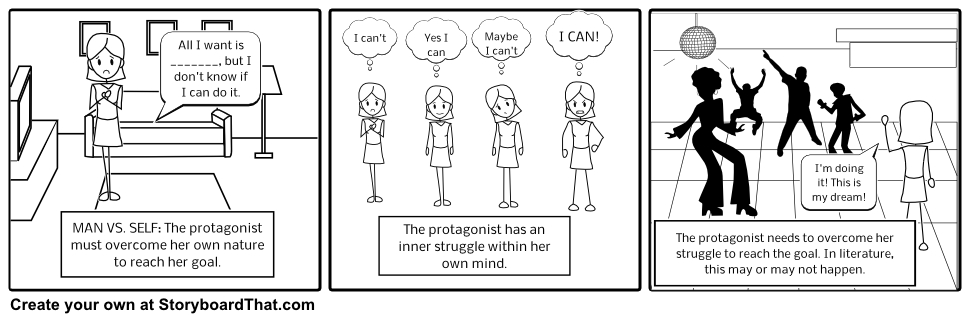 All I want is
_______, but I
don't know if
I can do it.
MAN VS. SELF: The protagonist
must overcome her own nature
to reach her goal.
I can't
Yes I
can
Maybe
I can't
I CAN!
The protagonist has an
inner struggle within her
own mind.
I'm doing
it! This is
my dream!
The protagonist needs to overcome her
struggle to reach the goal. In literature,
this may or may not happen.
Create your own at StoryboardThat.com